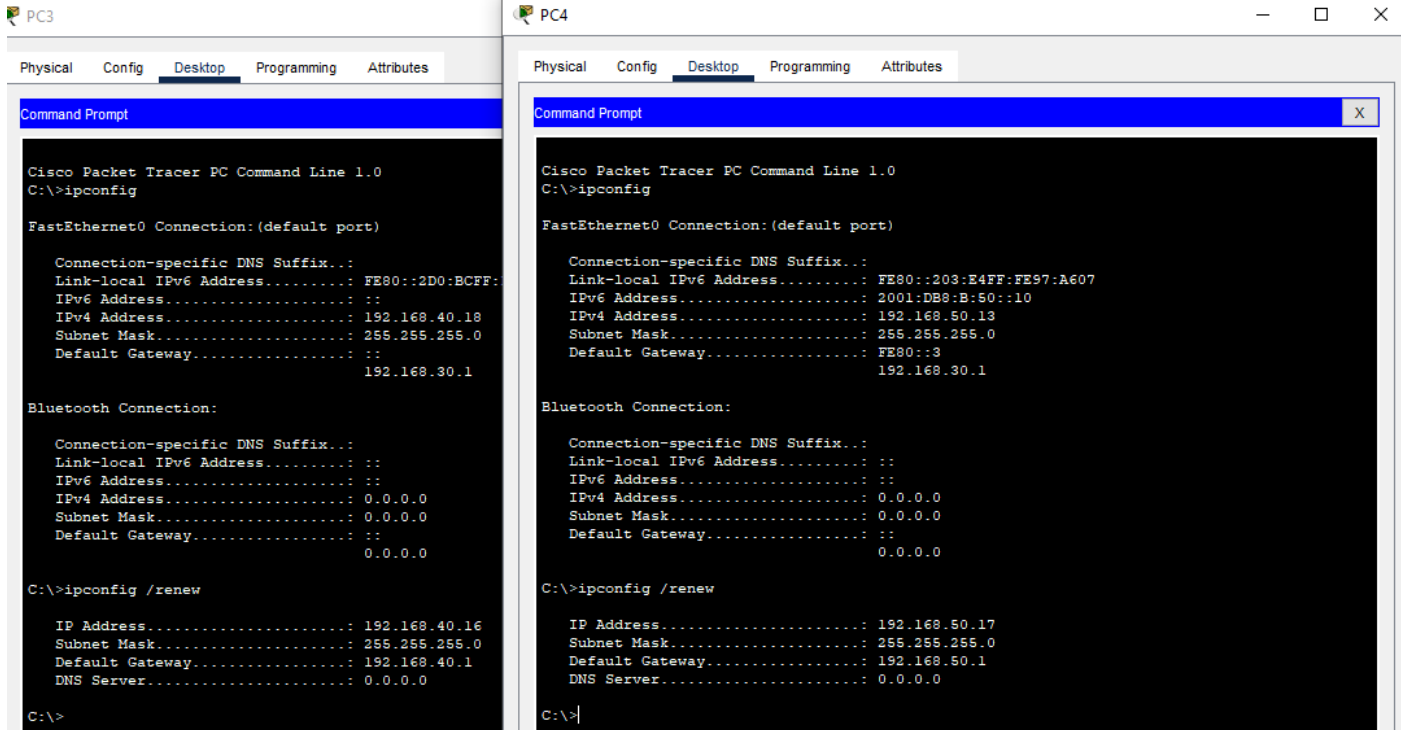 PC3
Physical Config Desktop Programming Attributes
Command Prompt
Cisco Packet Tracer PC Command Line 1.0
C:\>ipconfig
FastEthernet0 Connection:(default port)
Connection-specific DNS Suffix..:
Link-local IPv6 Address.........: FE80::2D0:BCFF:
IPv6 Address....................: ::
IPv4 Address....................: 192.168.40.18
Subnet Mask.....................: 255.255.255.0
Default Gateway.................: ::
192.168.30.1
Bluetooth Connection:
Connection-specific DNS Suffix..:
Link-local IPv6 Address.........: ::
IPv6 Address....................: ::
IPv4 Address....................: 0.0.0.0
Subnet Mask.....................: 0.0.0.0
Default Gateway.................: ::
0.0.0.0
C:\>ipconfig /renew
IP Address......................: 192.168.40.16
Subnet Mask.....................: 255.255.255.0
Default Gateway.................: 192.168.40.1
DNS Server......................: 0.0.0.0
C:\>
PC4
Physical Config Desktop Programming Attributes
Command Prompt X
Cisco Packet Tracer PC Command Line 1.0
C:\>ipconfig
FastEthernet0 Connection:(default port)
Connection-specific DNS Suffix..:
Link-local IPv6 Address.........: FE80::203:E4FF:FE97:A607
IPv6 Address....................: 2001:DB8:B:50::10
IPv4 Address....................: 192.168.50.13
Subnet Mask.....................: 255.255.255.0
Default Gateway.................: FE80::3
192.168.30.1
Bluetooth Connection:
Connection-specific DNS Suffix..:
Link-local IPv6 Address.........: ::
IPv6 Address....................: ::
IPv4 Address....................: 0.0.0.0
Subnet Mask.....................: 0.0.0.0
Default Gateway.................: ::
0.0.0.0
C:\>ipconfig /renew
IP Address......................: 192.168.50.17
Subnet Mask.....................: 255.255.255.0
Default Gateway.................: 192.168.50.1
DNS Server......................: 0.0.0.0
C:\>